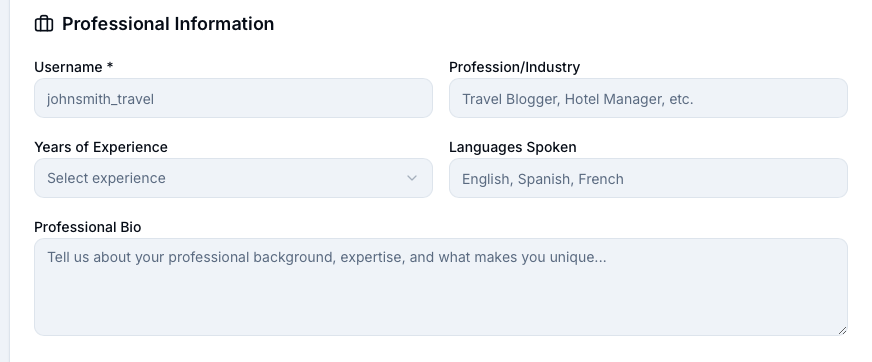 Professional Information
Username *
Profession/Industry
johnsmith_travel
Travel Blogger, Hotel Manager, etc.
Years of Experience
Languages Spoken
Select experience
English, Spanish, French
Professional Bio
Tell us about your professional background, expertise, and what makes you unique...